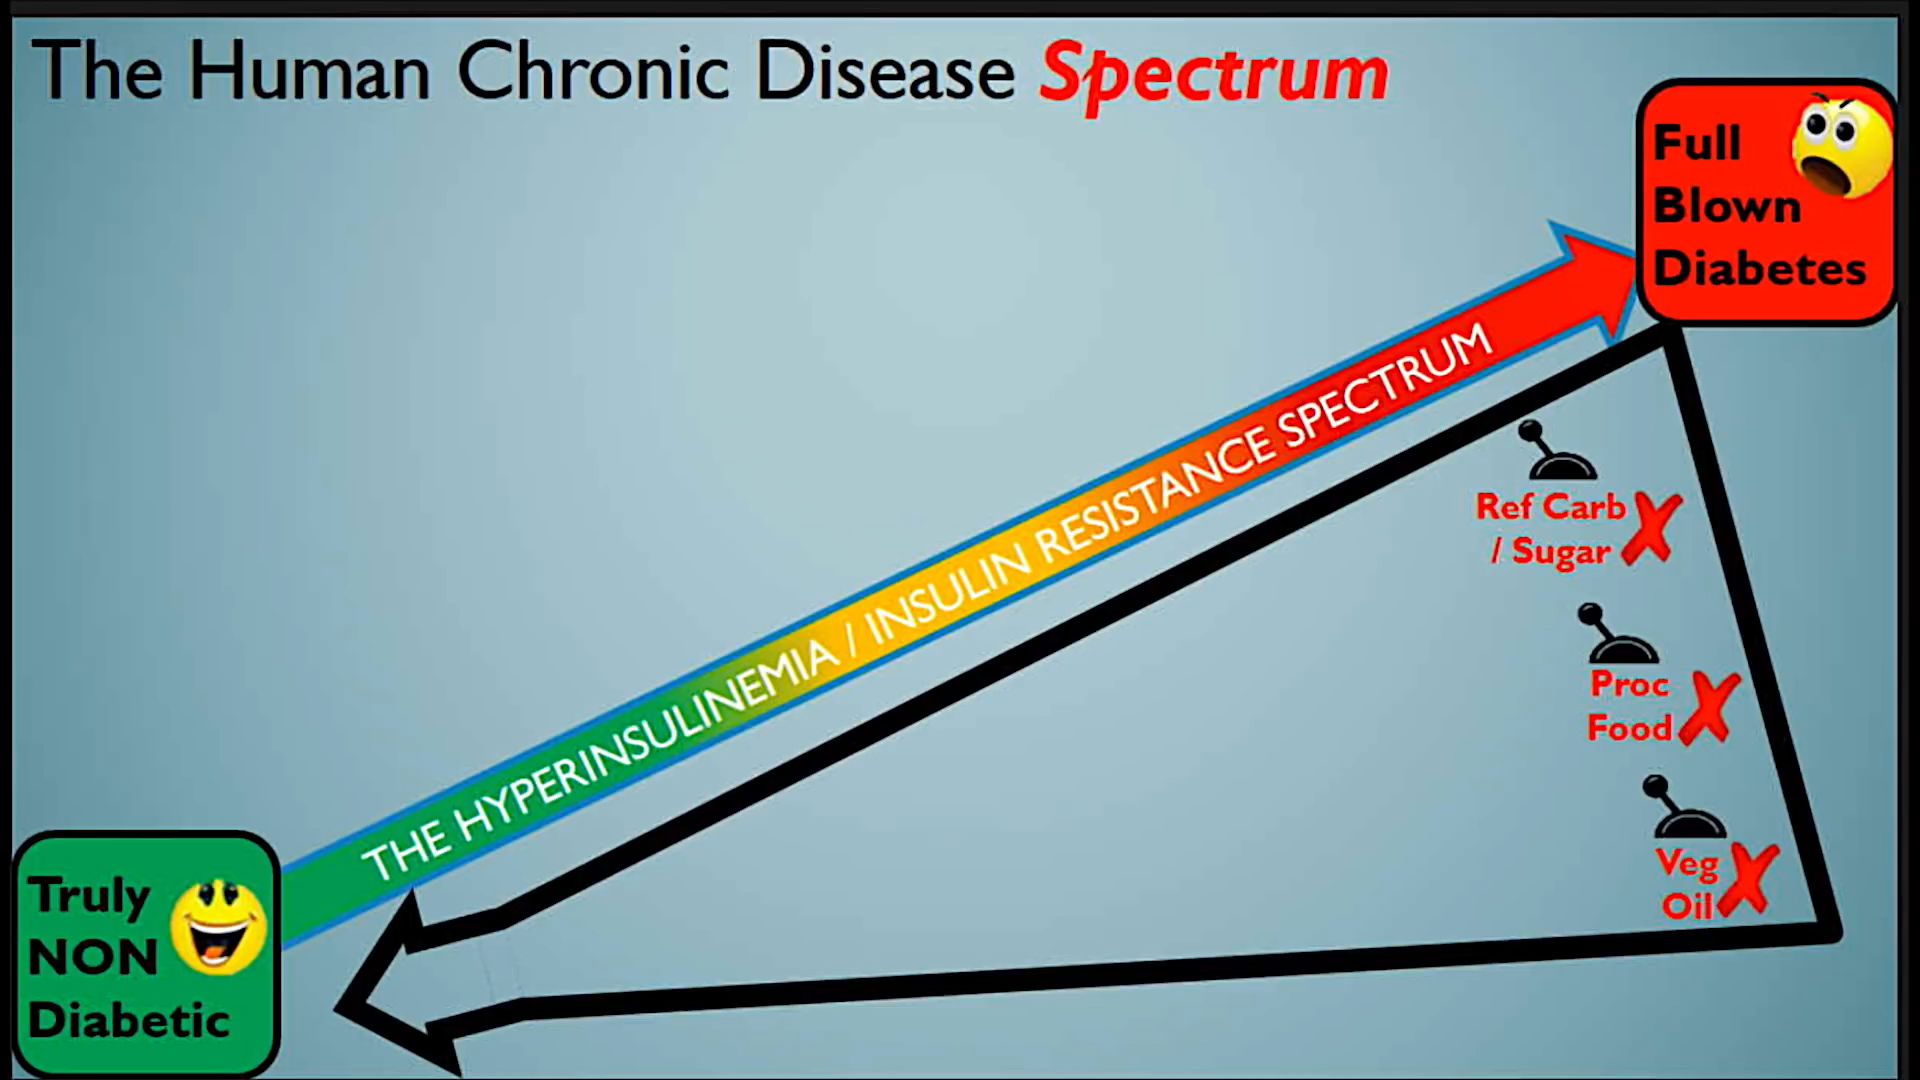 The Human Chronic Disease Spectrum
Full
Blown
Diabetes
THE HYPERINSULINEMIA / INSULIN RESISTANCE SPECTRUM
Ref Carb
/ Sugar
Proc
Food
Veg
Oil
Truly
NON
Diabetic